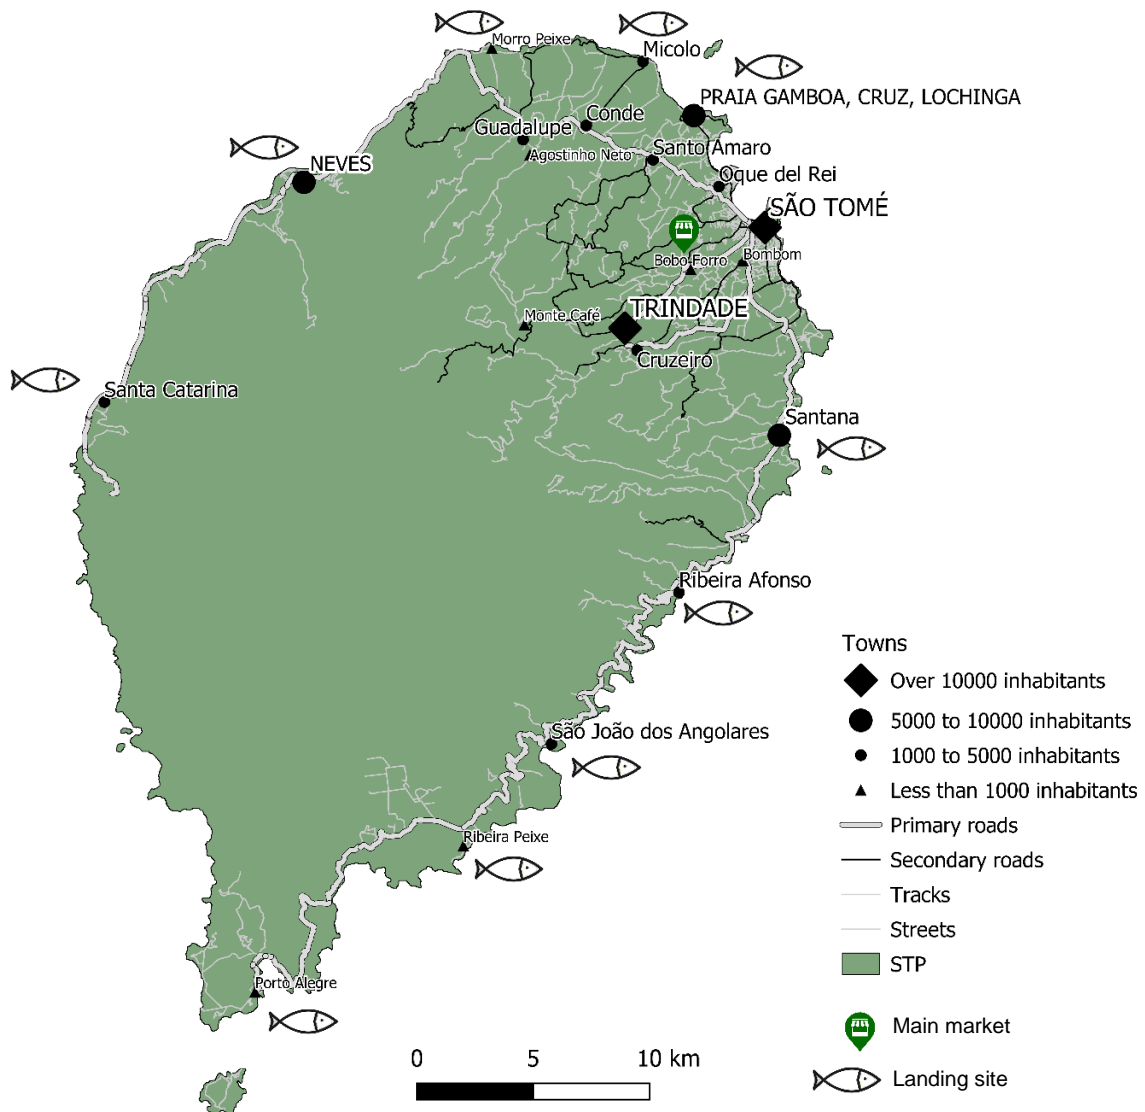 Morro Peixe
Micolo
PRAIA GAMBOA, CRUZ, LOCHINGA
Conde
Guadalupe
Santo Amaro
Agostinho Neto
NEVES
Oque del Rei
SÃO TOMÉ
Bobo Forro
Bombom
TRINDADE
Monte Café
Cruzeiro
Santa Catarina
Santana
Ribeira Afonso
São João dos Angolares
Ribeira Peixe
Porto Alegre
Towns
Over 10000 inhabitants
5000 to 10000 inhabitants
1000 to 5000 inhabitants
Less than 1000 inhabitants
Primary roads
Secondary roads
Tracks
Streets
STP
Main market
Landing site
0 5 10 km